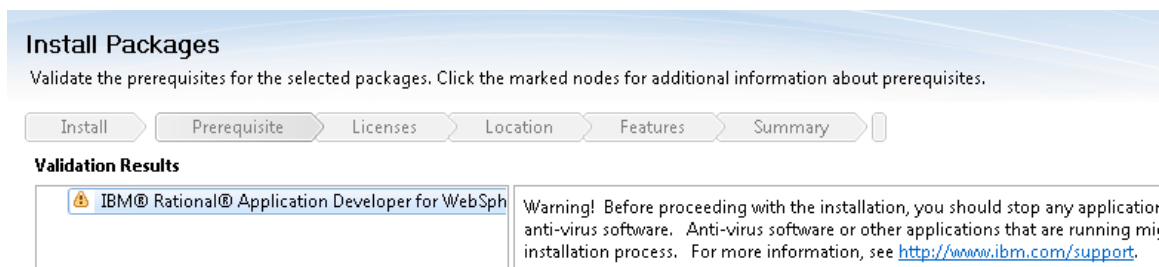 Install Packages
Validate the prerequisites for the selected packages. Click the marked nodes for additional information about prerequisites.
Install Prerequisite Licenses Location Features Summary
Validation Results
IBM® Rational® Application Developer for WebSph
Warning! Before proceeding with the installation, you should stop any application
anti-virus software. Anti-virus software or other applications that are running mig
installation process. For more information, see http://www.ibm.com/support.